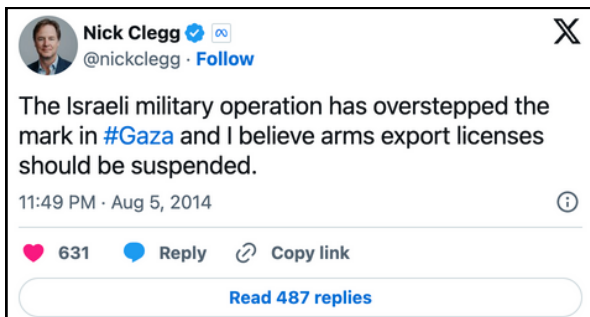 Nick Clegg
@nickclegg · Follow
The Israeli military operation has overstepped the
mark in #Gaza and I believe arms export licenses
should be suspended.
11:49 PM · Aug 5, 2014
631 Reply Copy link
Read 487 replies